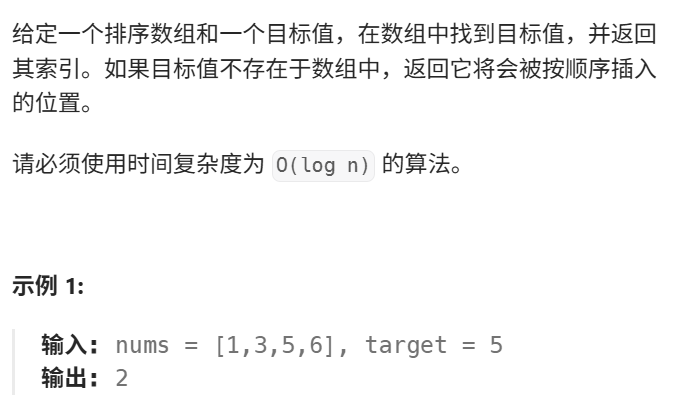 给定一个排序数组和一个目标值，在数组中找到目标值，并返回
其索引。如果目标值不存在于数组中，返回它将会被按顺序插入
的位置。
请必须使用时间复杂度为 O(log n) 的算法。
示例 1:
输入: nums = [1,3,5,6], target = 5
输出: 2